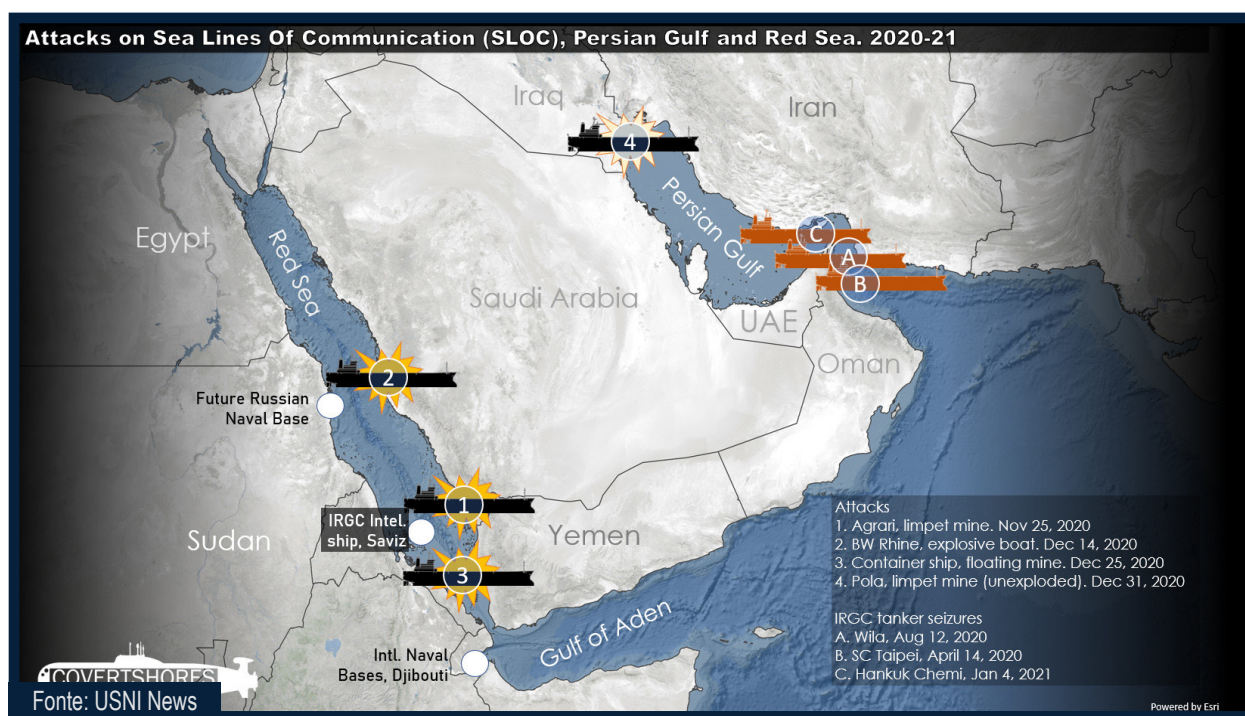 Attacks on Sea Lines Of Communication (SLOC), Persian Gulf and Red Sea. 2020-21
Iraq
Iran
4
Persian Gulf
C
A
B
Egypt
Red Sea
Saudi Arabia
UAE
Oman
2
Future Russian
Naval Base
1
IRGC Intel.
ship, Saviz
Sudan
Yemen
3
Gulf of Aden
Intl. Naval
Bases, Djibouti
Attacks
1. Agrari, limpet mine. Nov 25, 2020
2. BW Rhine, explosive boat. Dec 14, 2020
3. Container ship, floating mine. Dec 25, 2020
4. Pola, limpet mine (unexploded). Dec 31, 2020
IRGC tanker seizures
A. Wila, Aug 12, 2020
B. SC Taipei, April 14, 2020
C. Hankuk Chemi, Jan 4, 2021
COVERTSHORES
Fonte: USNI News
Powered by Esri